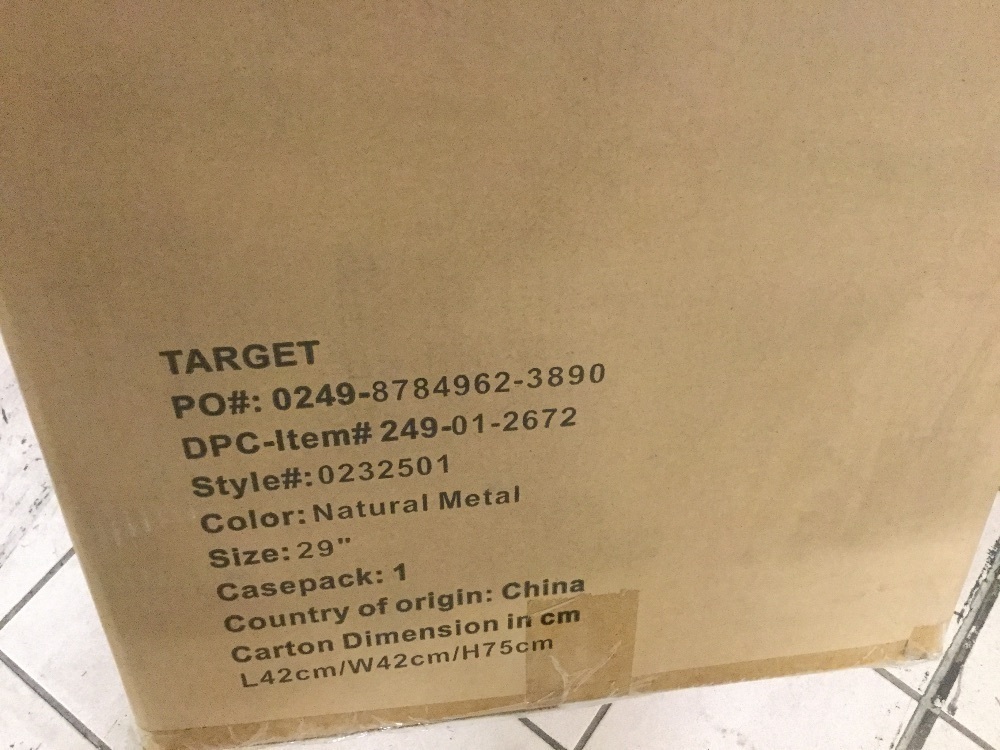 TARGET
PO#: 0249-8784962-3890
DPC-Item# 249-01-2672
Style#:0232501
Color: Natural Metal
Size: 29"
Casepack: 1
Country of origin: China
Carton Dimension in cm
L42cm/W42cm/H75cm